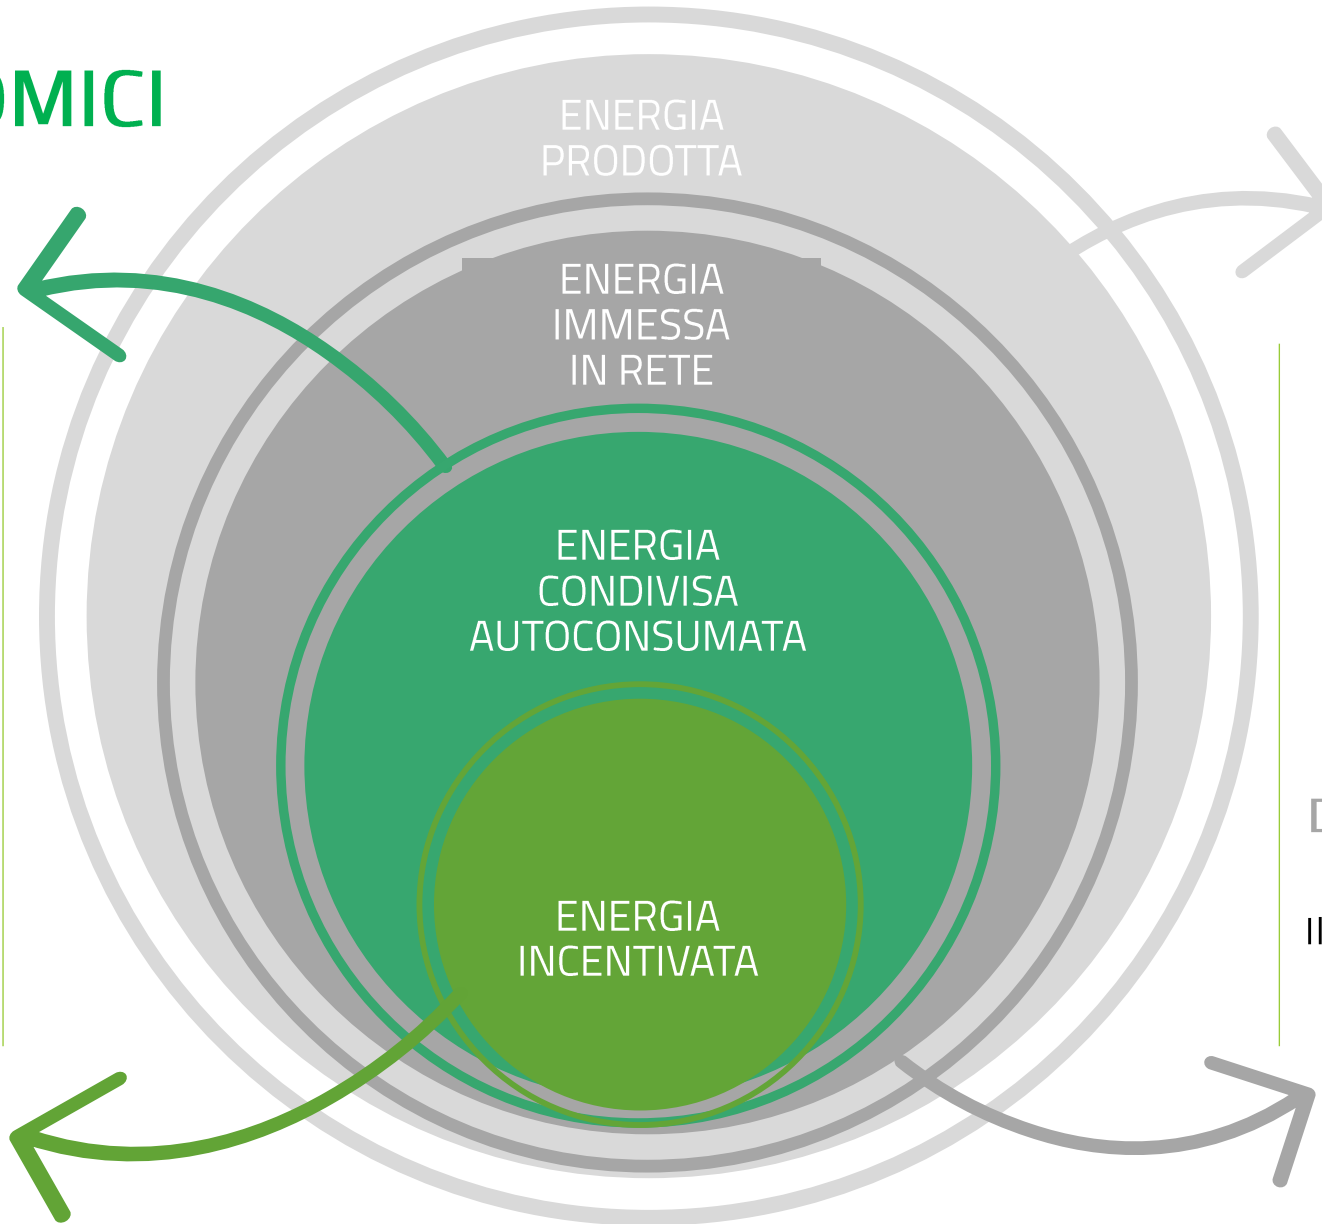 OMICI
ENERGIA
PRODOTTA
ENERGIA
IMMESSA
IN RETE
ENERGIA
CONDIVISA
AUTOCONSUMATA
ENERGIA
INCENTIVATA